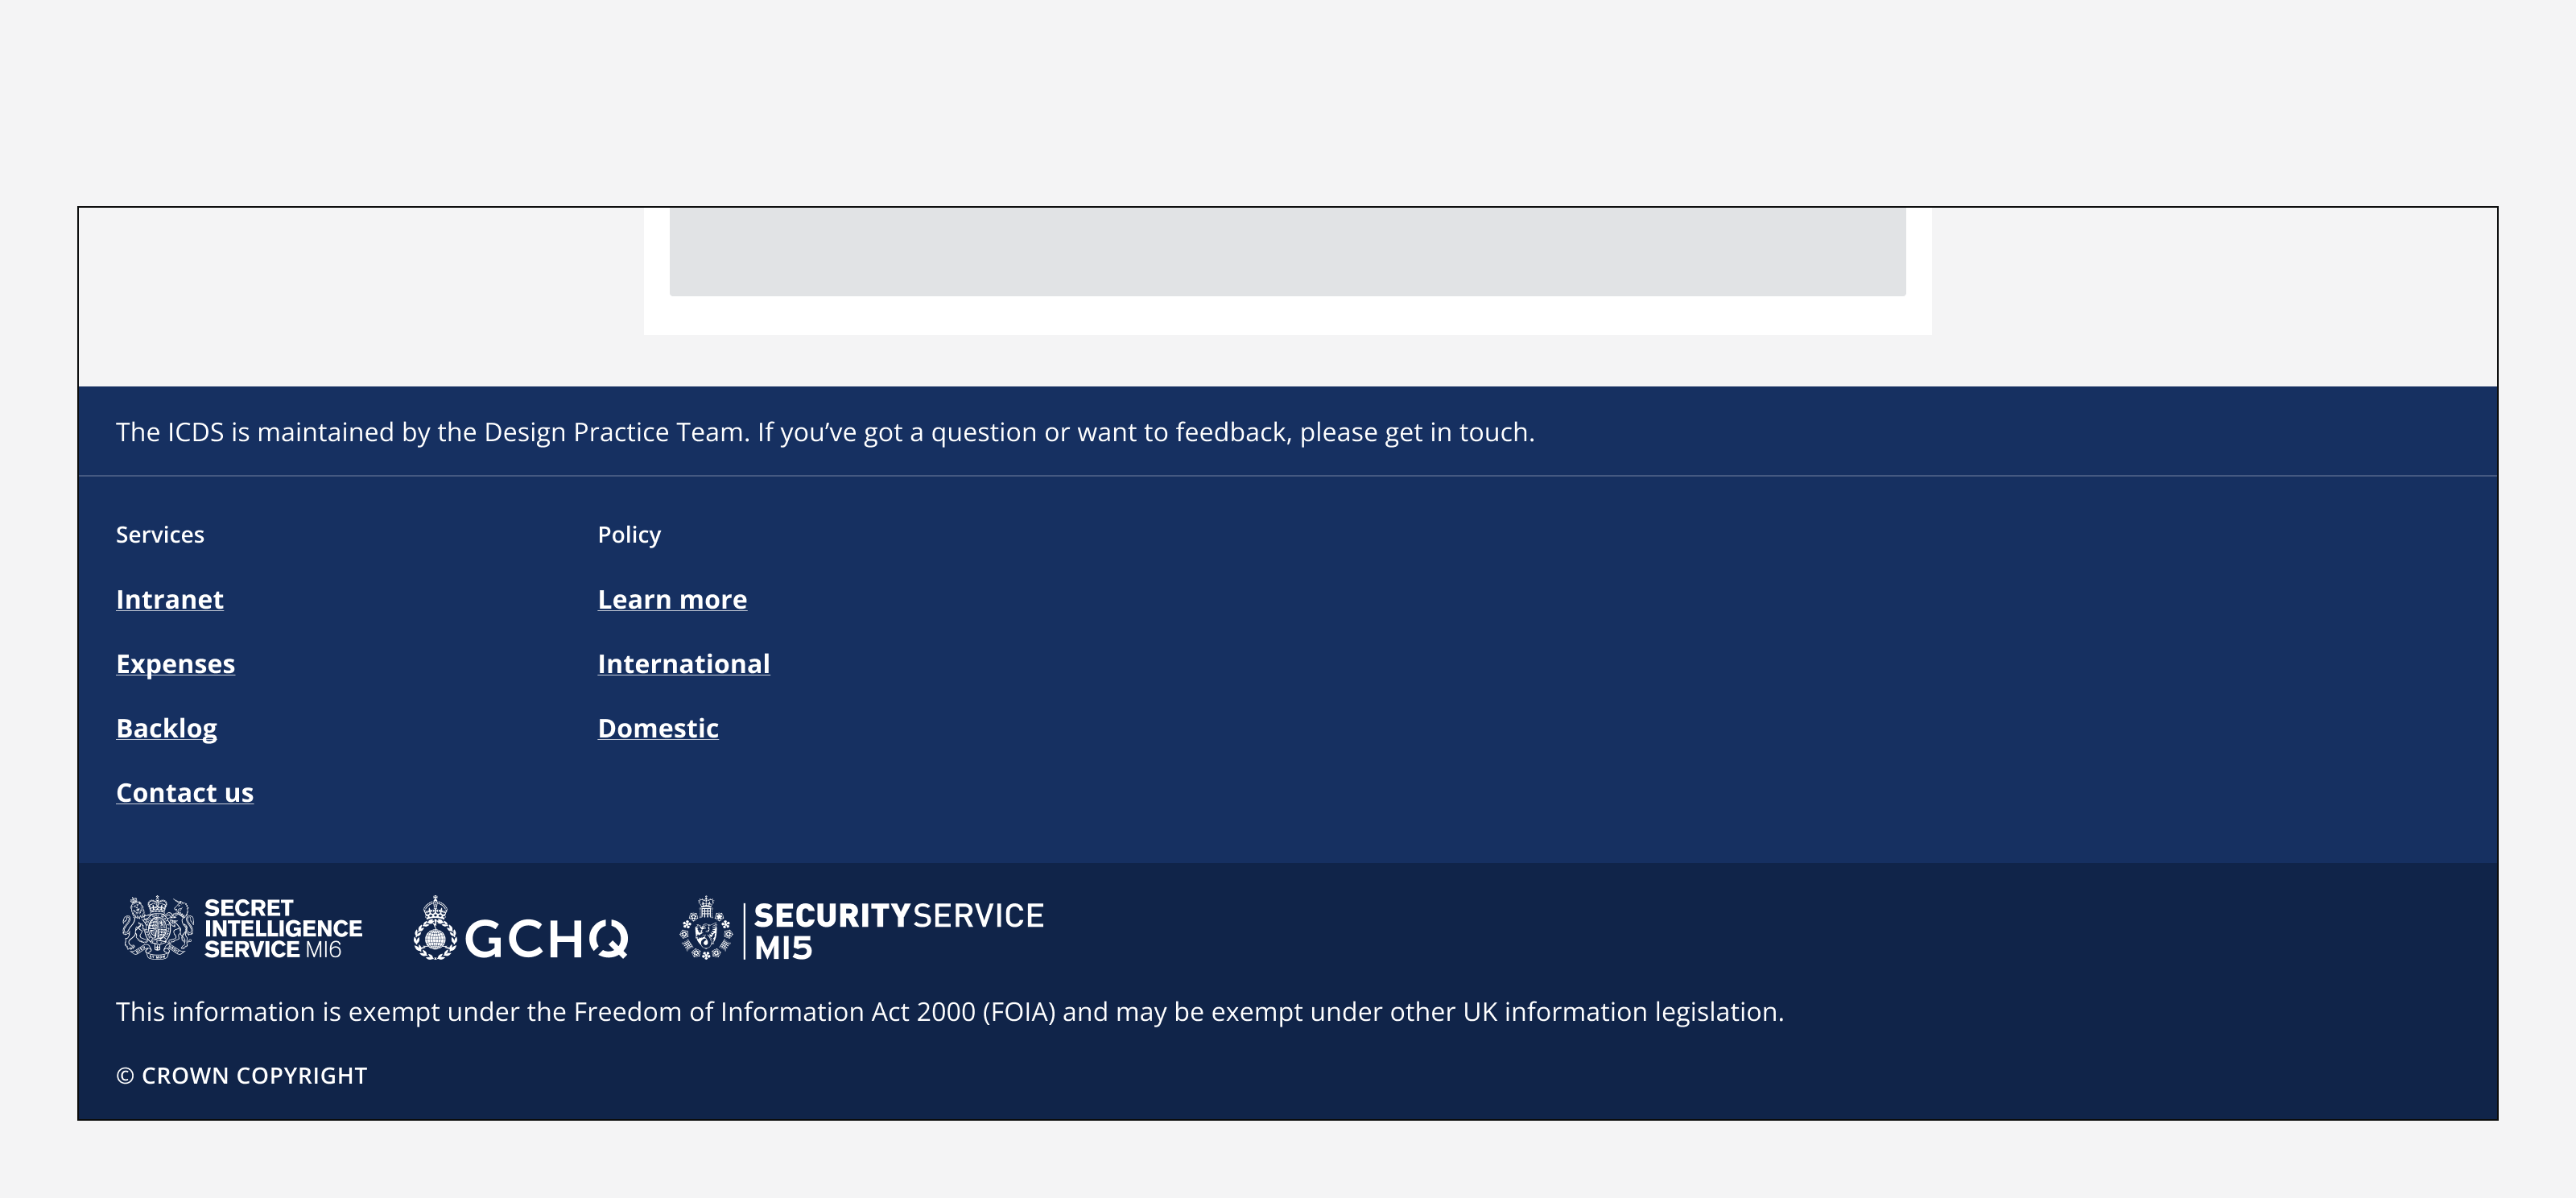 The ICDS is maintained by the Design Practice Team. If you’ve got a question or want to feedback, please get in touch.
Services
Intranet
Expenses
Backlog
Contact us
Policy
Learn more
International
Domestic
SECRET
INTELLIGENCE
SERVICE MI6
GCHQ
SECURITYSERVICE
MI5
This information is exempt under the Freedom of Information Act 2000 (FOIA) and may be exempt under other UK information legislation.
© CROWN COPYRIGHT